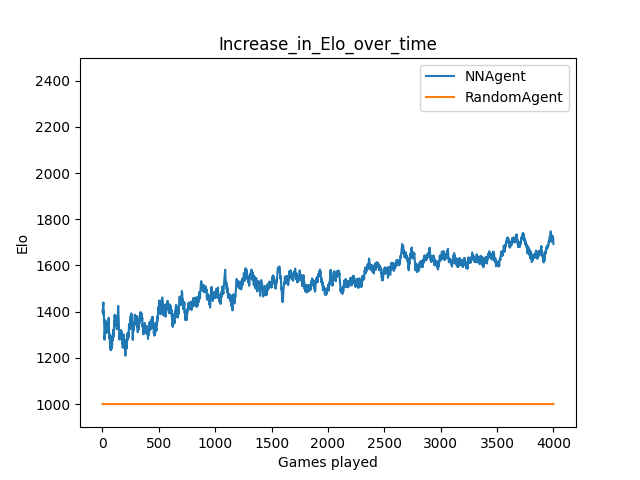 Increase_in_Elo_over_time
NNAgent
RandomAgent
2400
2200
2000
1800
1600
1400
1200
1000
Elo
0 500 1000 1500 2000 2500 3000 3500 4000
Games played